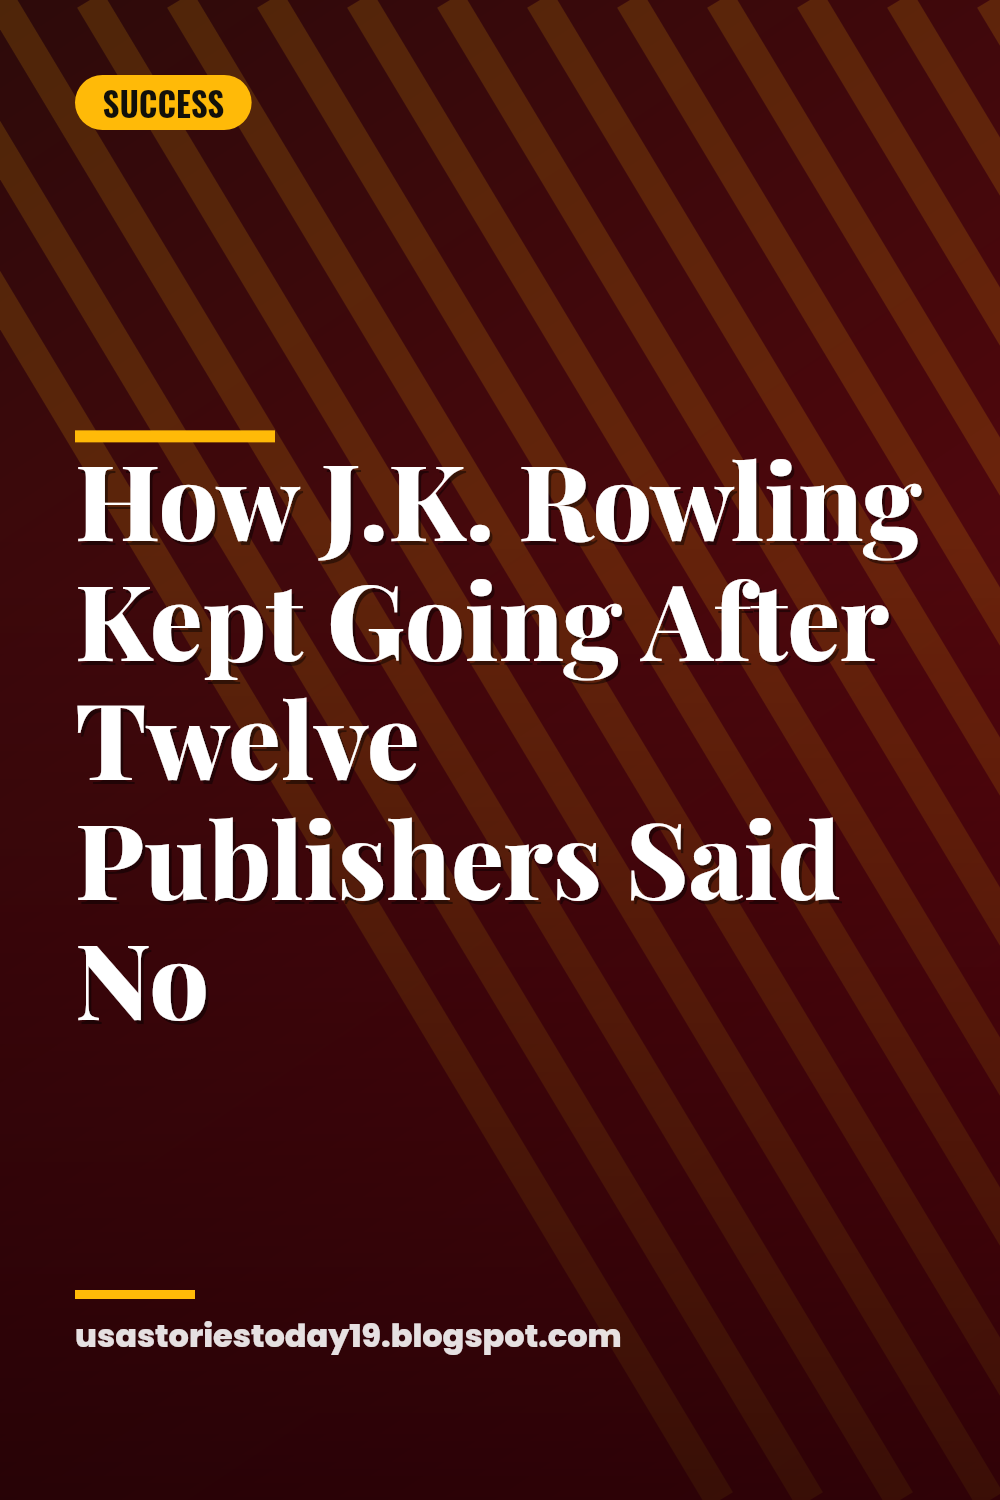 SUCCESS
How J.K. Rowling
Kept Going After
Twelve
Publishers Said
No
usastoriestoday19.blogspot.com